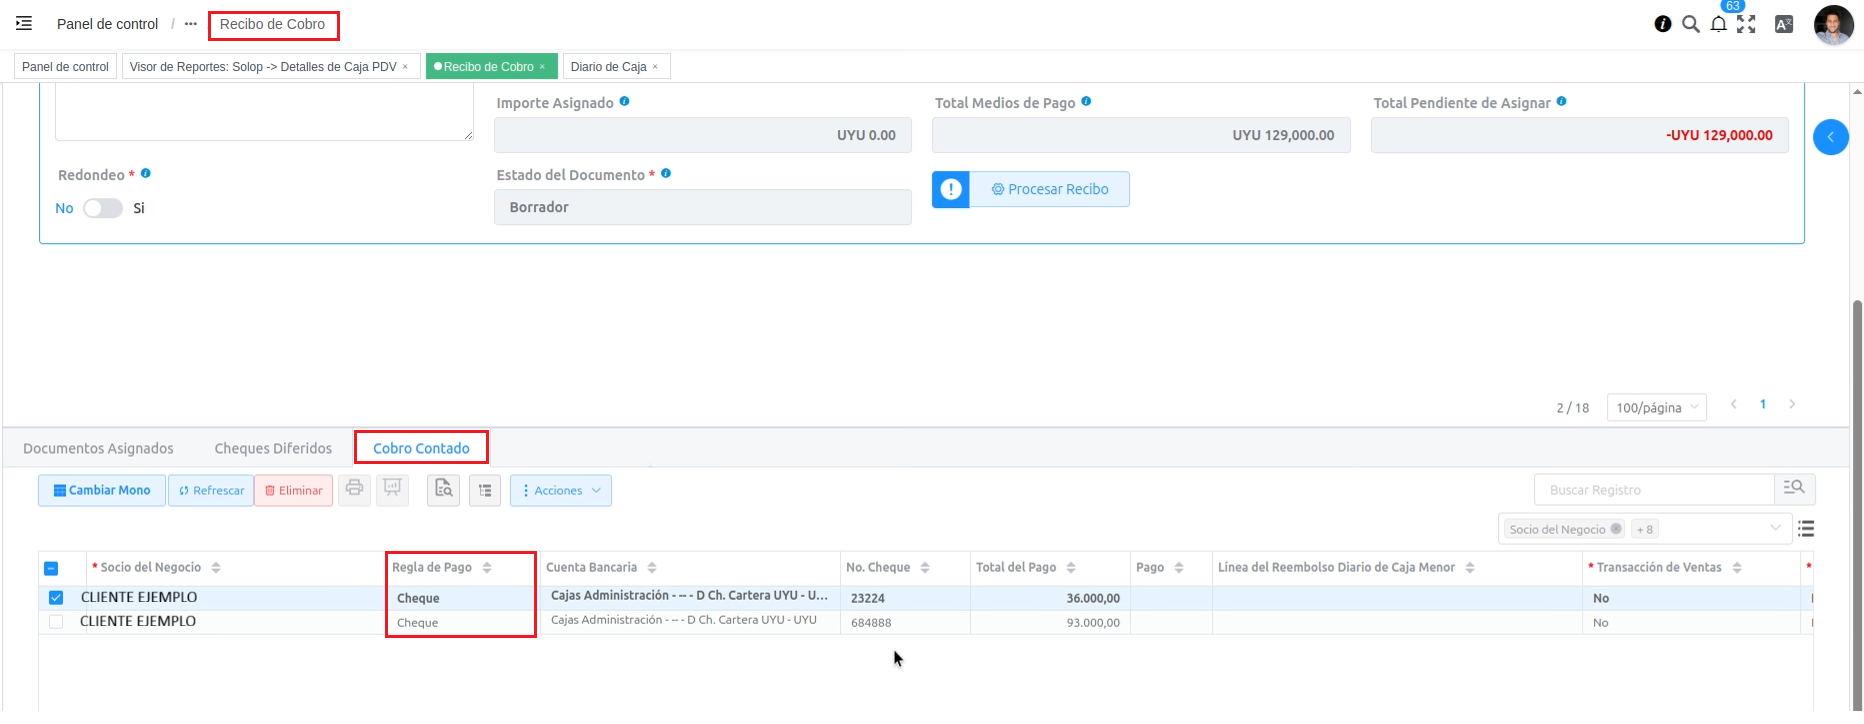 Panel de control / ••• Recibo de Cobro
63
Panel de control
Visor de Reportes: Solop -> Detalles de Caja PDV ×
Recibo de Cobro ×
Diario de Caja ×
Importe Asignado
Total Medios de Pago
Total Pendiente de Asignar
UYU 0.00
UYU 129,000.00
-UYU 129,000.00
Redondeo *
Estado del Documento *
Procesar Recibo
No Si
Borrador
2 / 18
100/página
1
Documentos Asignados
Cheques Diferidos
Cobro Contado
Cambiar Mono
Refrescar
Eliminar
Acciones
Buscar Registro
Socio del Negocio
+ 8
* Socio del Negocio Regla de Pago Cuenta Bancaria No. Cheque Total del Pago Pago Línea del Reembolso Diario de Caja Menor * Transacción de Ventas *
CLIENTE EJEMPLO Cheque Cajas Administración - -- - D Ch. Cartera UYU - U... 23224 36.000,00 No
CLIENTE EJEMPLO Cheque Cajas Administración - -- - D Ch. Cartera UYU - UYU 684888 93.000,00 No